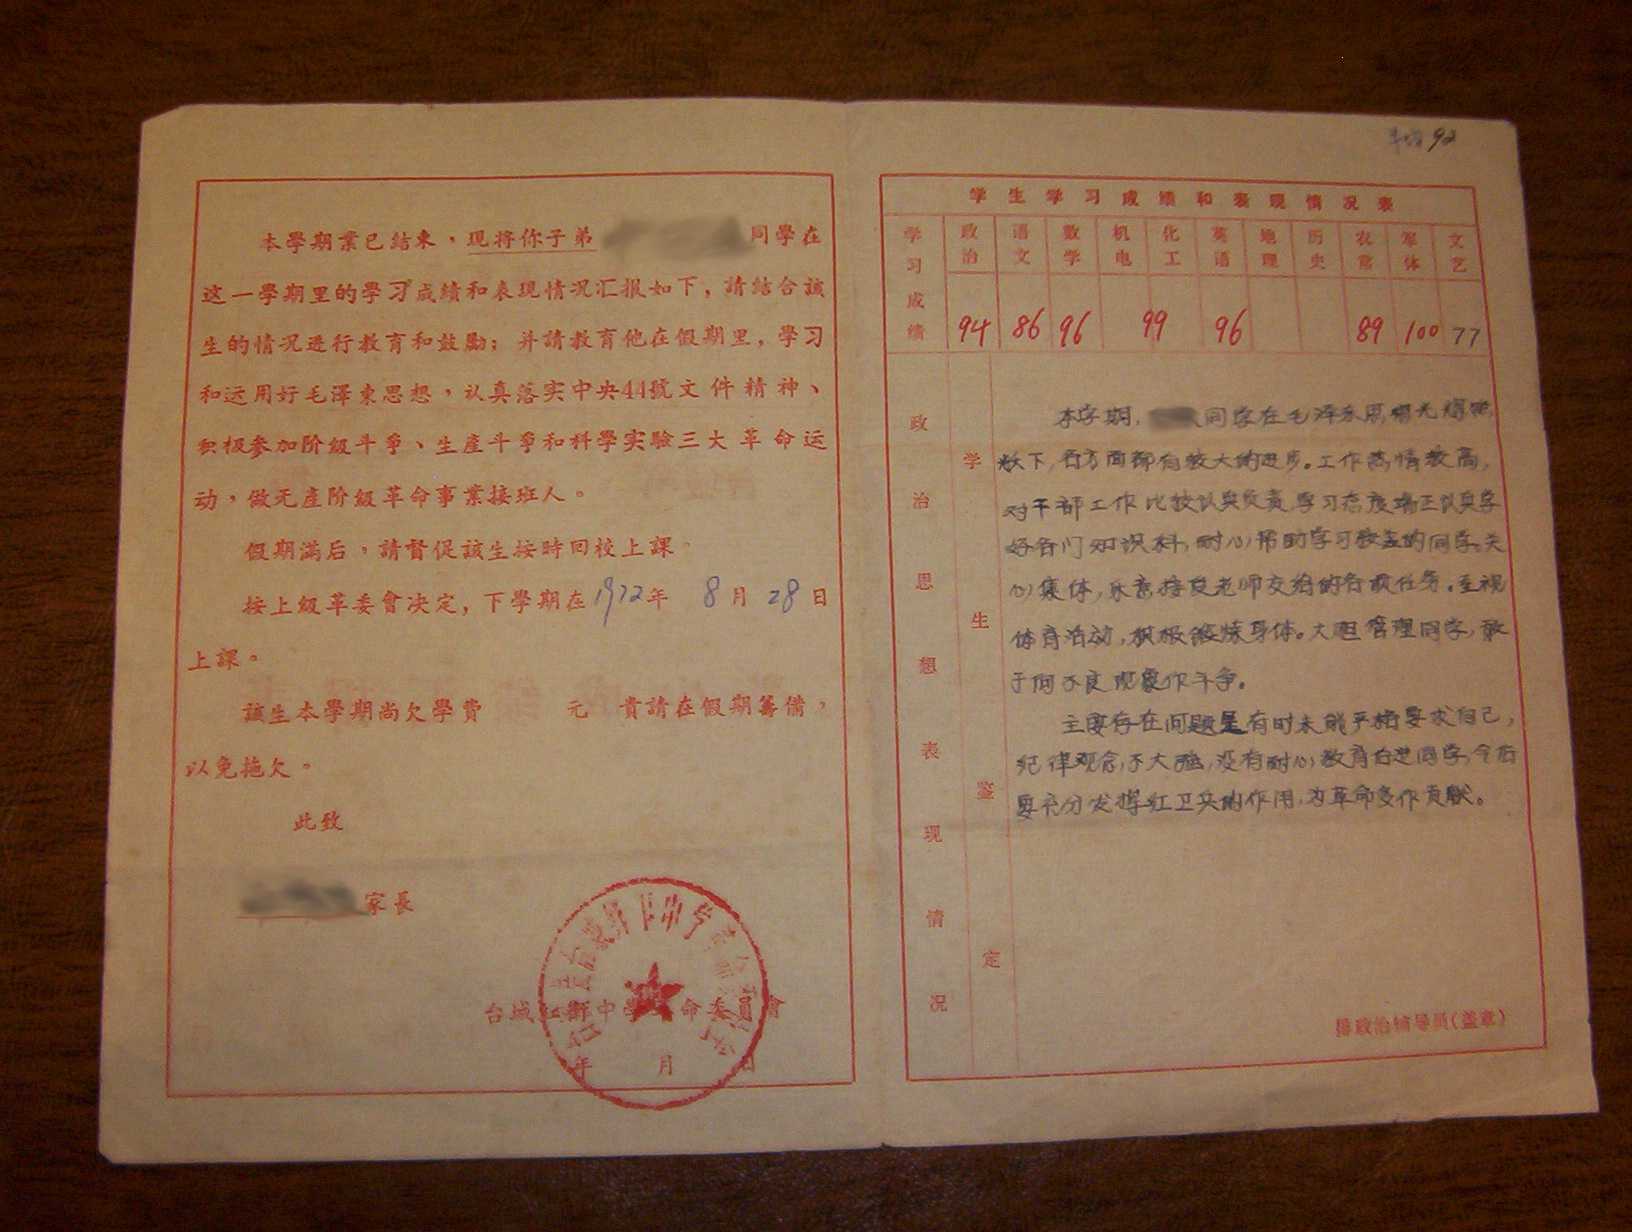 本學期業已結束，現将你子弟 同學在
这一學期里的學习成績和表現情况汇报如下，請結合該
生的情况进行教育和鼓勵；并請教育他在假期里，學习
和运用好毛澤東思想，认真落实中央44號文件精神、
积极参加阶級斗爭、生產斗爭和科學实驗三大革命运
动，做无產阶級革命事業接班人。
假期滿后，請督促該生按時回校上課。
按上級革委會决定，下學期在1972年 8月 28日
上課。
該生本學期尚欠學費 元 貴請在假期筹備，
以免拖欠。
此致
家長
台城红衛中學革命委員會
年 月 日
平均 92
学生学习成绩和表现情况表
学习成绩
政治 语文 数学 机电 化工 英语 地理 历史 农常 军体 文艺
94 86 96 99 96 89 100 77
政治思想表现情况
学生鉴定
本学期， 同学在毛泽东思想光辉照
跃下，各方面都有较大的进步。工作热情较高，
对干部工作比较认真负责，学习态度端正认真学
好各门知识科，耐心帮助学习较差的同学。关
心集体，乐意接受老师交给的各项任务。重视
体育活动，积极锻炼身体。大胆管理同学，敢
于同不良现象作斗争。
主要存在问题是有时未能严格要求自己，
纪律观念不大强，没有耐心教育后进同学，今后
要充分发挥红卫兵的作用，为革命多作贡献。
排政治辅导员(盖章)